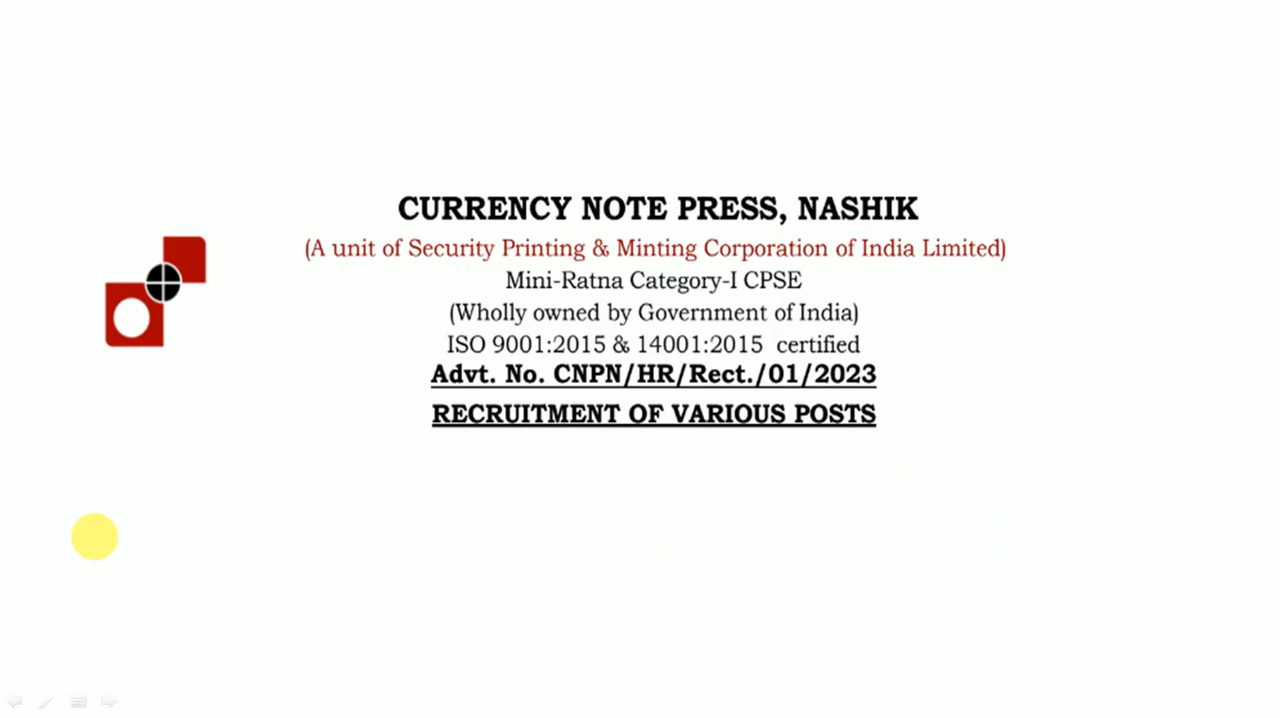 CURRENCY NOTE PRESS, NASHIK
(A unit of Security Printing & Minting Corporation of India Limited)
Mini-Ratna Category-I CPSE
(Wholly owned by Government of India)
ISO 9001:2015 & 14001:2015 certified
Advt. No. CNPN/HR/Rect./01/2023
RECRUITMENT OF VARIOUS POSTS